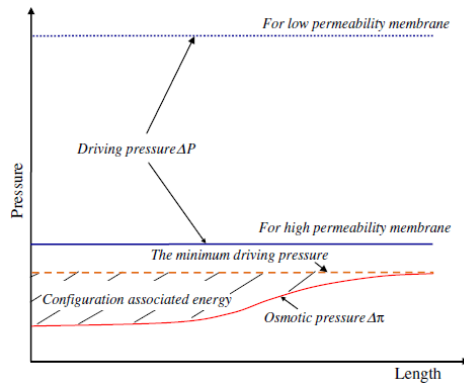 For low permeability membrane
Driving pressure ΔP
Pressure
For high permeability membrane
The minimum driving pressure
Configuration associated energy
Osmotic pressure Δπ
Length